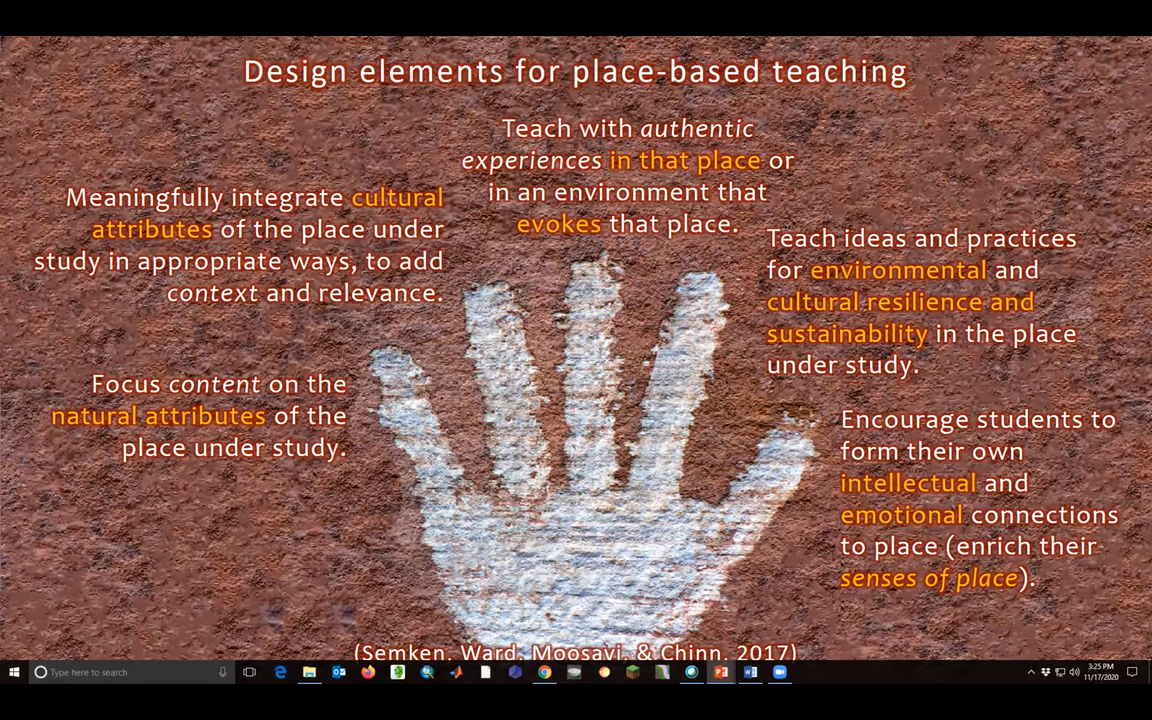 Design elements for place-based teaching
Teach with authentic
experiences in that place or
in an environment that
evokes that place.
Meaningfully integrate cultural
attributes of the place under
study in appropriate ways, to add
context and relevance.
Teach ideas and practices
for environmental and
cultural resilience and
sustainability in the place
under study.
Focus content on the
natural attributes of the
place under study.
Encourage students to
form their own
intellectual and
emotional connections
to place (enrich their
senses of place).
(Semken, Ward, Moosavi, & Chinn, 2017)
Type here to search
3:25 PM
11/17/2020